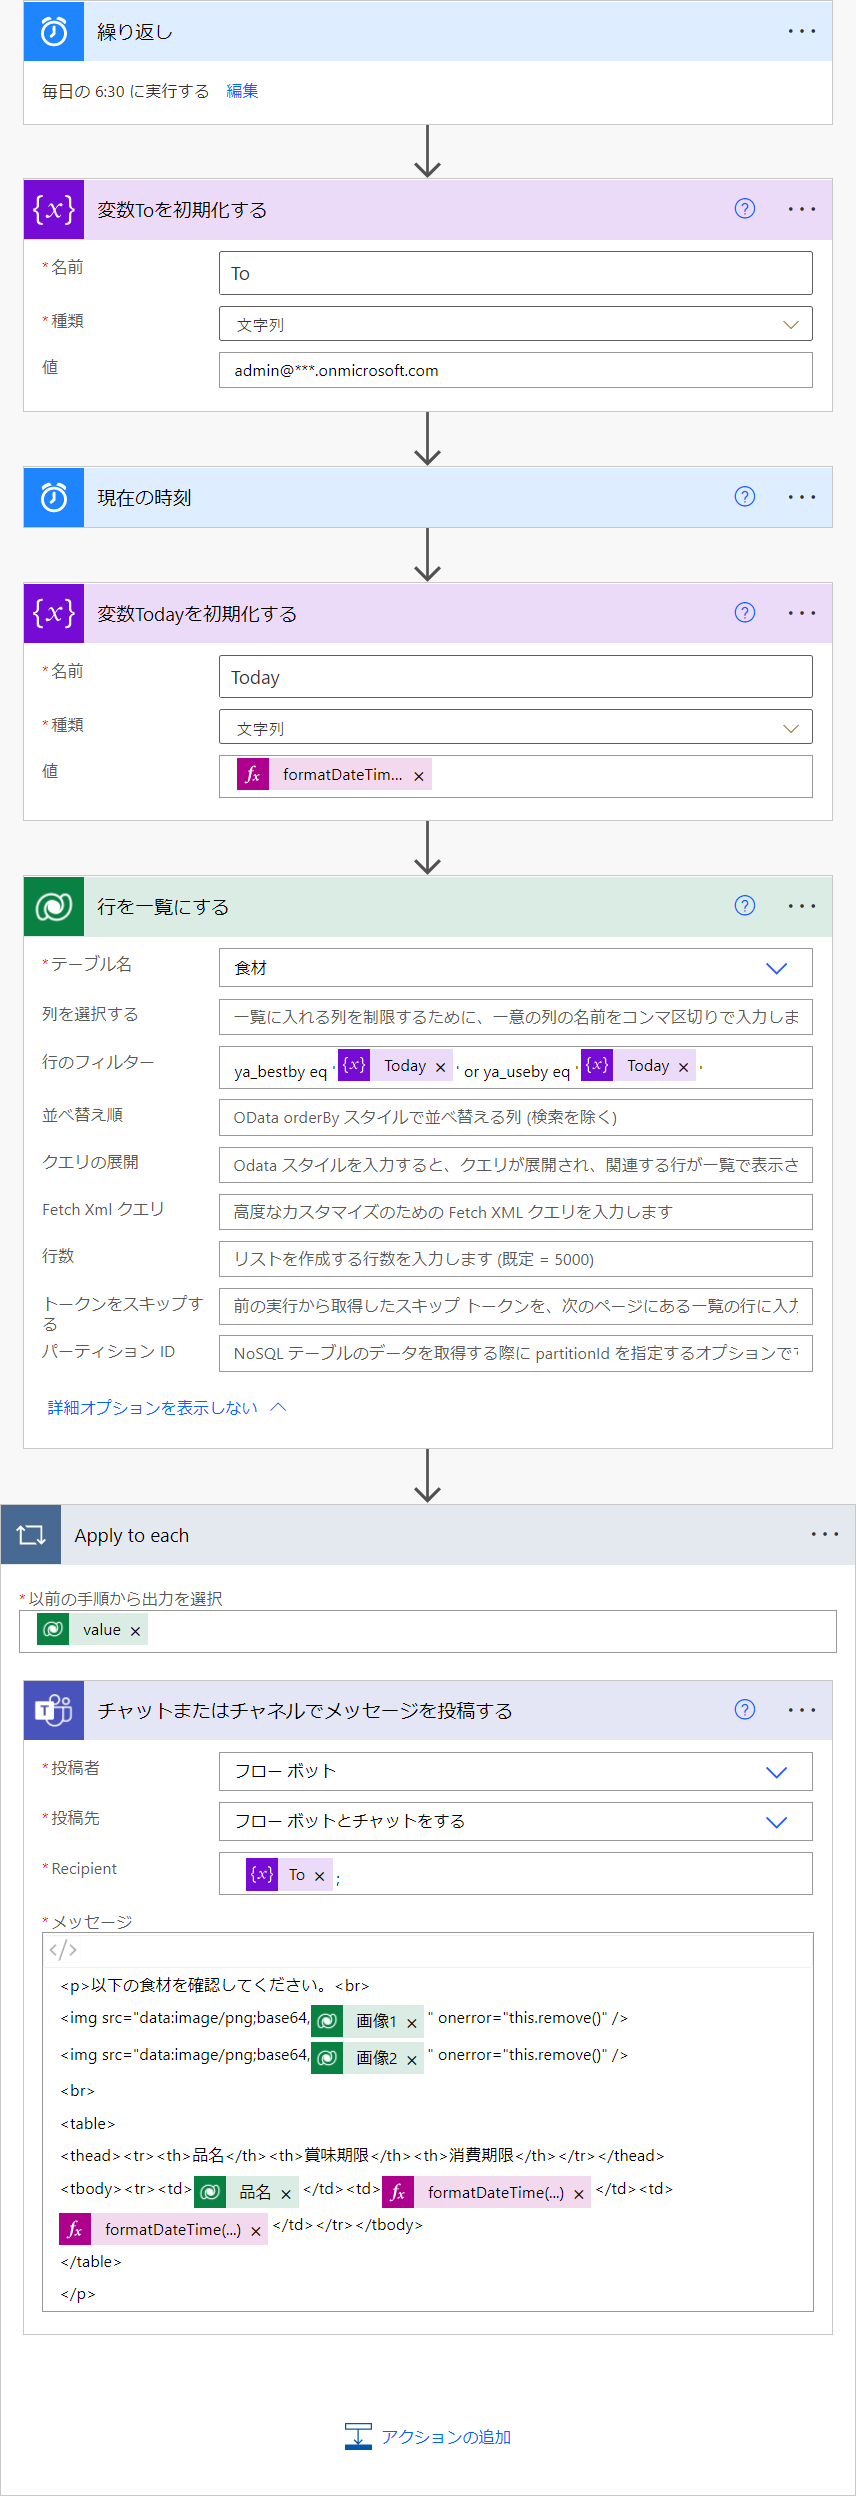 繰り返し
毎日の 6:30 に実行する 編集
変数Toを初期化する
*名前 To
*種類 文字列
値 admin@***.onmicrosoft.com
現在の時刻
変数Todayを初期化する
*名前 Today
*種類 文字列
値 formatDateTim... ×
行を一覧にする
*テーブル名 食材
列を選択する 一覧に入れる列を制限するために、一意の列の名前をコンマ区切りで入力しま
行のフィルター ya_bestby eq ' Today × ' or ya_useby eq ' Today × '
並べ替え順 OData orderBy スタイルで並べ替える列 (検索を除く)
クエリの展開 Odata スタイルを入力すると、クエリが展開され、関連する行が一覧で表示さ
Fetch Xml クエリ 高度なカスタマイズのための Fetch XML クエリを入力します
行数 リストを作成する行数を入力します (既定 = 5000)
トークンをスキップす
る
前の実行から取得したスキップ トークンを、次のページにある一覧の行に入力
パーティション ID NoSQL テーブルのデータを取得する際に partitionId を指定するオプションで
詳細オプションを表示しない
Apply to each
*以前の手順から出力を選択
value ×
チャットまたはチャネルでメッセージを投稿する
*投稿者 フロー ボット
*投稿先 フロー ボットとチャットをする
*Recipient To × ;
*メッセージ
</>
<p>以下の食材を確認してください。<br>
<img src="data:image/png;base64, 画像1 × " onerror="this.remove()" />
<img src="data:image/png;base64, 画像2 × " onerror="this.remove()" />
<br>
<table>
<thead><tr><th>品名</th><th>賞味期限</th><th>消費期限</th></tr></thead>
<tbody><tr><td> 品名 × </td><td> fx formatDateTime(...) × </td><td>
fx formatDateTime(...) × </td></tr></tbody>
</table>
</p>
アクションの追加